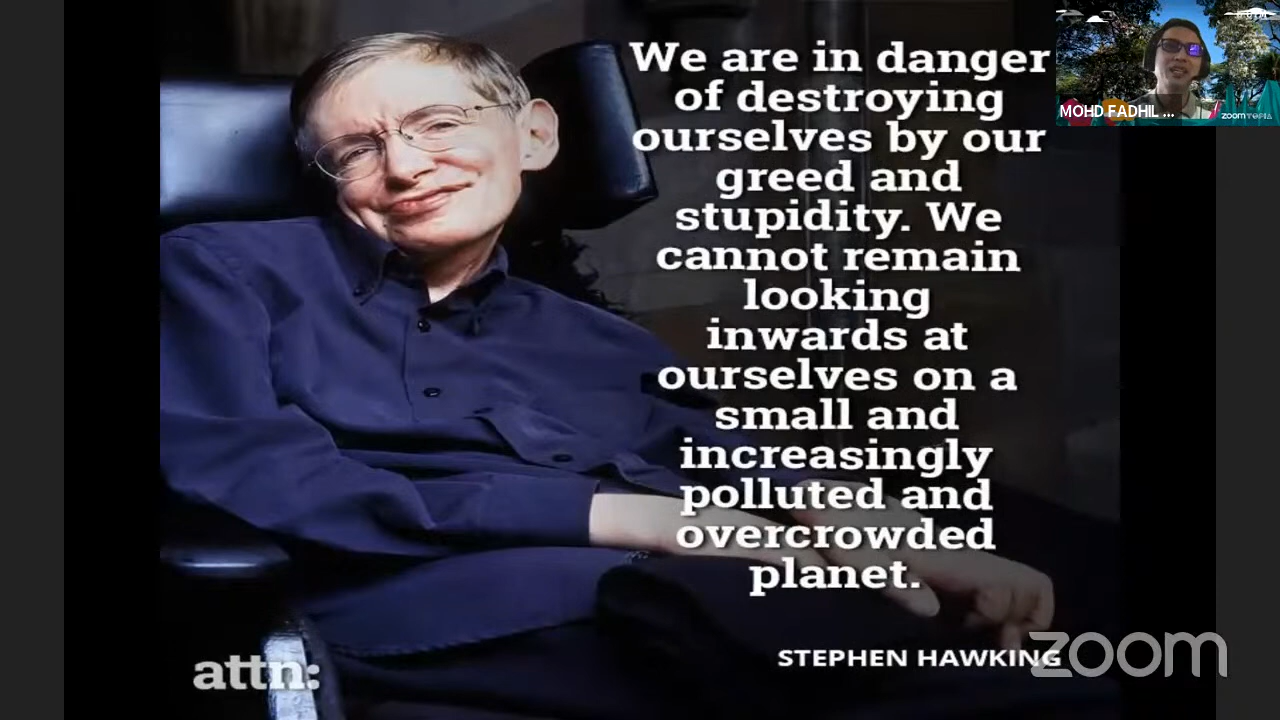 We are in danger
of destroying
ourselves by our
greed and
stupidity. We
cannot remain
looking
inwards at
ourselves on a
small and
increasingly
polluted and
overcrowded
planet.
STEPHEN HAWKING
attn:
zoom
MOHD FADHIL ...
zoomTOPIA